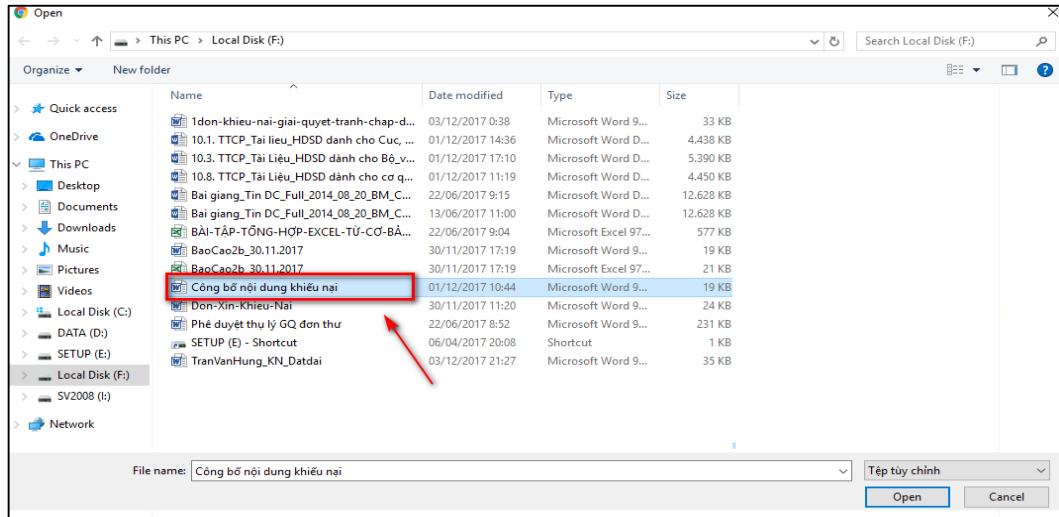 Open
This PC > Local Disk (F:)
Search Local Disk (F:)
Organize
New folder
Name
Date modified
Type
Size
Quick access
OneDrive
This PC
Desktop
Documents
Downloads
Music
Pictures
Videos
Local Disk (C:)
DATA (D:)
SETUP (E:)
Local Disk (F:)
SV2008 (I:)
Network
1don-khieu-nai-giai-quyet-tranh-chap-d... 03/12/2017 0:38 Microsoft Word 9... 33 KB
10.1. TTCP_Tai lieu_HDSD danh cho Cuc, ... 01/12/2017 14:36 Microsoft Word D... 4.438 KB
10.3. TTCP_Tài Liệu_HDSD dành cho Bộ_v... 01/12/2017 17:10 Microsoft Word D... 5.390 KB
10.8. TTCP_Tài Liệu_HDSD dành cho cơ q... 01/12/2017 11:19 Microsoft Word D... 4.450 KB
Bai giang_Tin DC_Full_2014_08_20_BM_C... 22/06/2017 9:15 Microsoft Word D... 12.628 KB
Bai giang_Tin DC_Full_2014_08_20_BM_C... 13/06/2017 11:00 Microsoft Word D... 12.628 KB
BÀI-TẬP-TỔNG-HỢP-EXCEL-TỪ-CƠ-BẢ... 22/06/2017 9:04 Microsoft Excel 97... 577 KB
BaoCao2b_30.11.2017 30/11/2017 17:19 Microsoft Word 9... 19 KB
BaoCao2b_30.11.2017 30/11/2017 17:19 Microsoft Excel 97... 21 KB
Công bố nội dung khiếu nại 01/12/2017 10:44 Microsoft Word 9... 19 KB
Don-Xin-Khieu-Nai 30/11/2017 11:20 Microsoft Word 9... 24 KB
Phê duyệt thụ lý GQ đơn thư 22/06/2017 8:52 Microsoft Word 9... 231 KB
SETUP (E) - Shortcut 06/04/2017 20:08 Shortcut 1 KB
TranVanHung_KN_Datdai 03/12/2017 21:27 Microsoft Word 9... 35 KB
File name: Công bố nội dung khiếu nại
Tệp tùy chỉnh
Open
Cancel